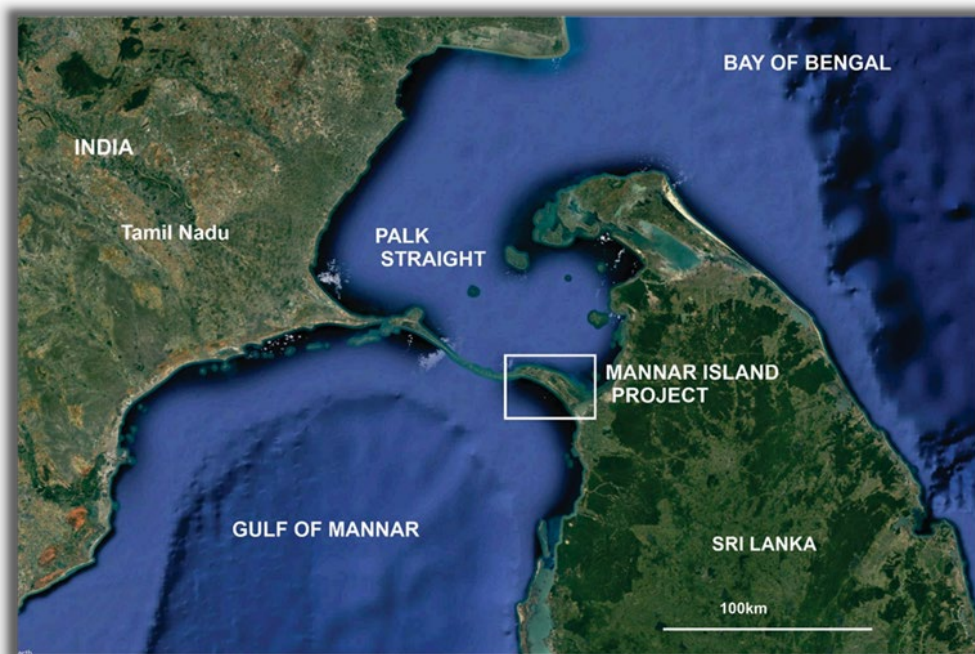 BAY OF BENGAL
INDIA
Tamil Nadu
PALK
STRAIGHT
MANNAR ISLAND
PROJECT
GULF OF MANNAR
SRI LANKA
100km